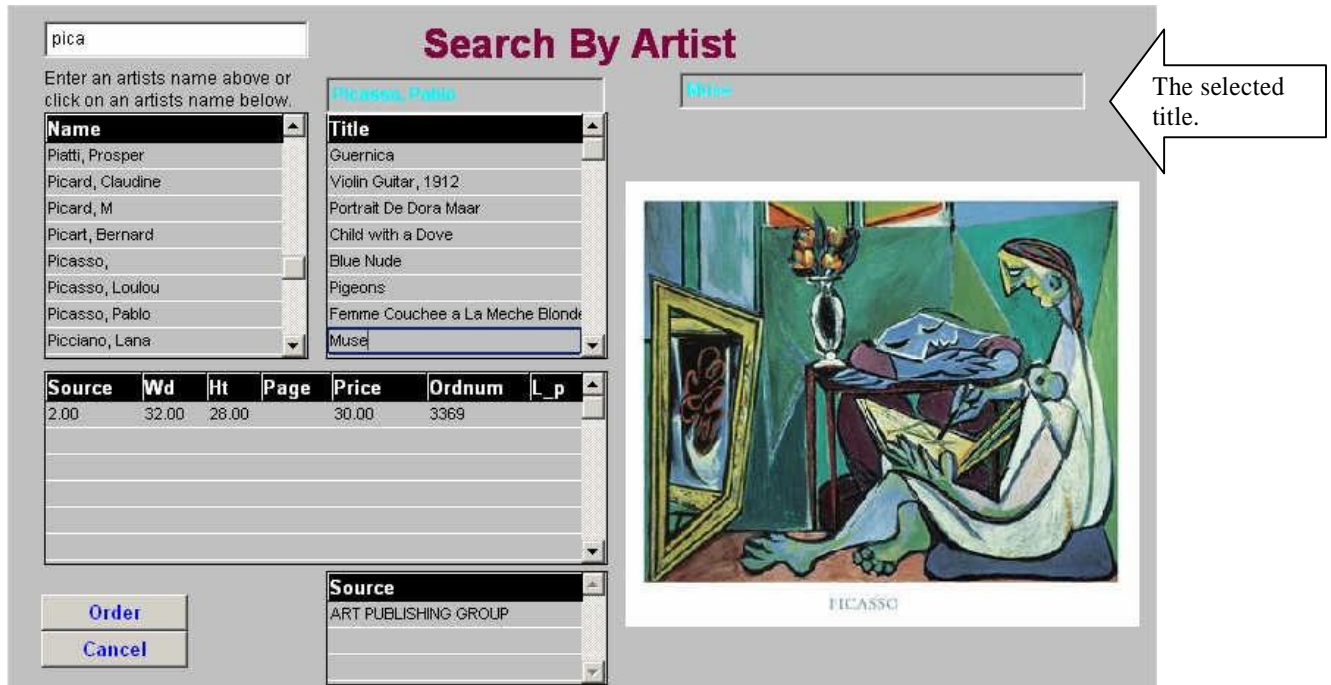 pica
Search By Artist
Enter an artists name above or
click on an artists name below.
Picasso, Pablo
Muse
The selected
title.
Name
Piatti, Prosper
Picard, Claudine
Picard, M
Picart, Bernard
Picasso,
Picasso, Loulou
Picasso, Pablo
Picciano, Lana
Title
Guernica
Violin Guitar, 1912
Portrait De Dora Maar
Child with a Dove
Blue Nude
Pigeons
Femme Couchee a La Meche Blonde
Muse
Source Wd Ht Page Price Ordnum L_p
2.00 32.00 28.00 30.00 3369
Source
ART PUBLISHING GROUP
Order
Cancel
PICASSO